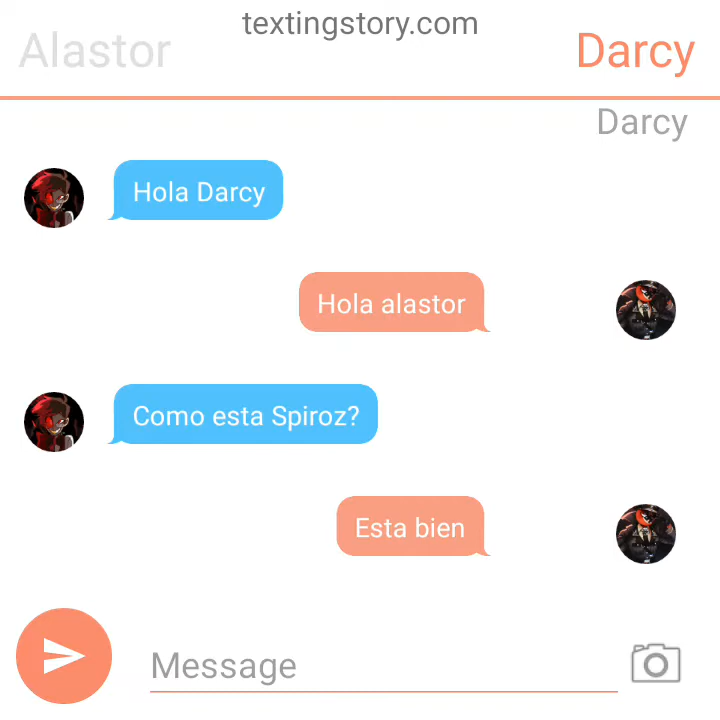 textingstory.com
Alastor
Darcy
Darcy
Hola Darcy
Hola alastor
Como esta Spiroz?
Esta bien
Message